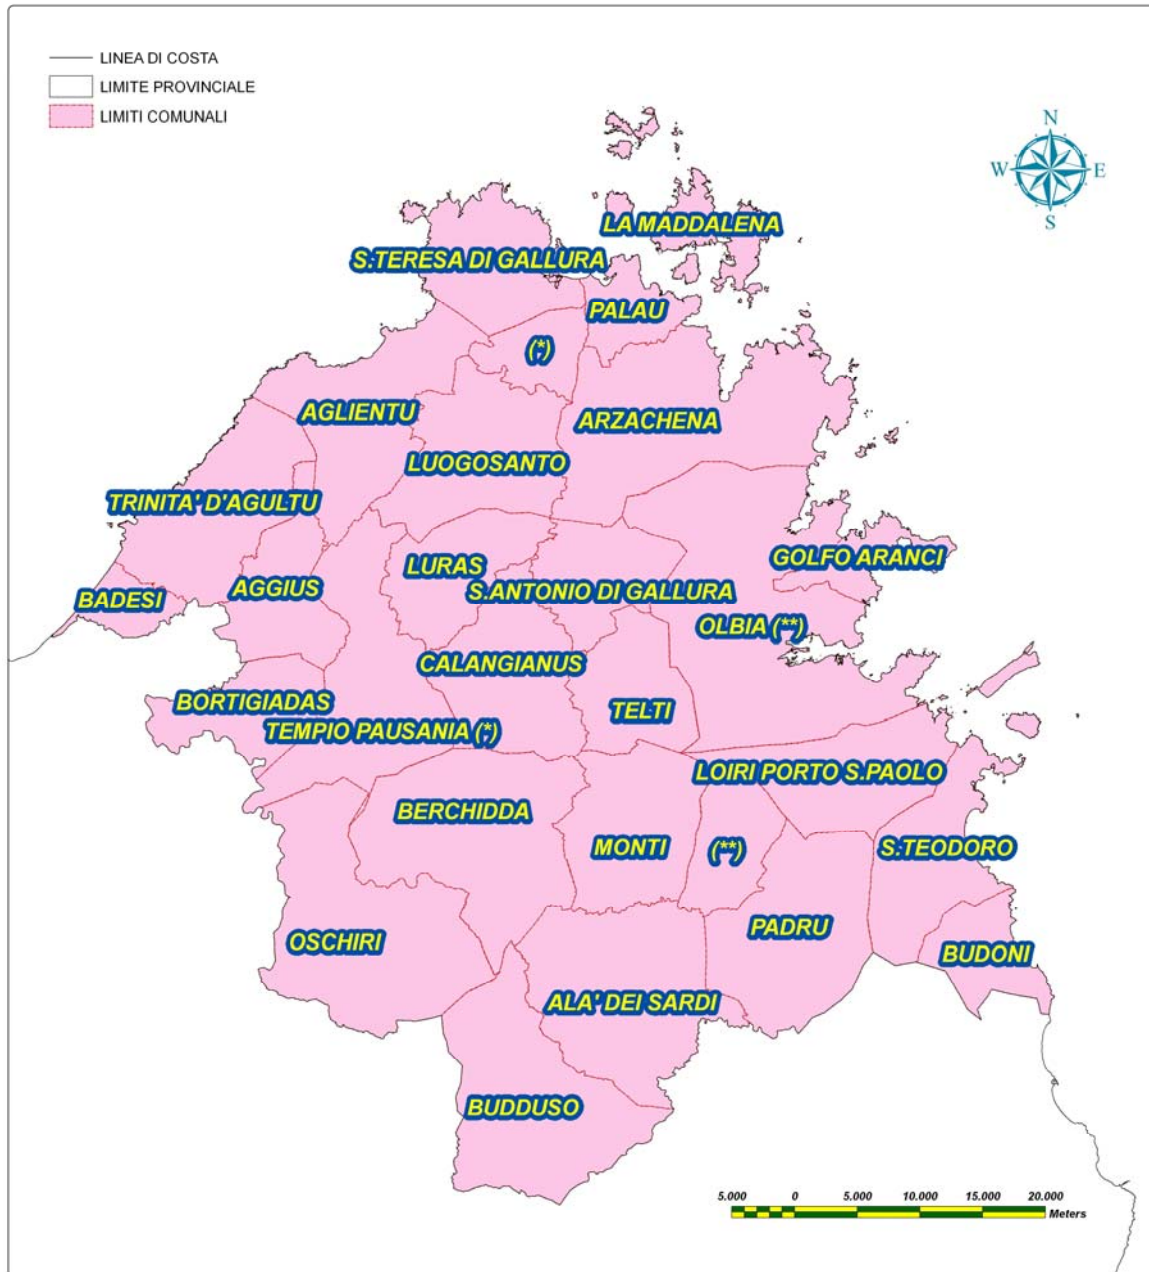 LINEA DI COSTA
LIMITE PROVINCIALE
LIMITI COMUNALI
N
W E
S
LA MADDALENA
S.TERESA DI GALLURA
PALAU
(*)
AGLIENTU
ARZACHENA
LUOGOSANTO
TRINITA' D'AGULTU
GOLFO ARANCI
LURAS
AGGIUS
S.ANTONIO DI GALLURA
BADESI
OLBIA (**)
CALANGIANUS
BORTIGIADAS
TELTI
TEMPIO PAUSANIA (*)
LOIRI PORTO S.PAOLO
BERCHIDDA
MONTI
(**)
S.TEODORO
PADRU
OSCHIRI
BUDONI
ALA' DEI SARDI
BUDDUSO
5.000 0 5.000 10.000 15.000 20.000
Meters